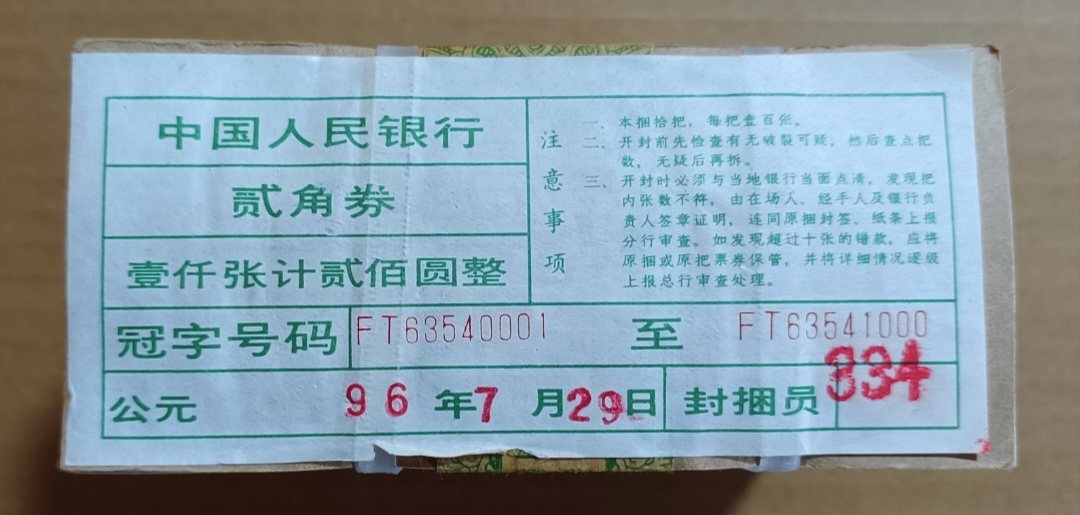 中国人民银行
贰角券
壹仟张计贰佰圆整
注意事项
一、本捆拾把，每把壹百张。
二、开封前先检查有无破裂可疑，然后查点把
数，无疑后再拆。
三、开封时必须与当地银行当面点清，发现把
内张数不符，由在场人、经手人及银行负
责人签章证明，连同原捆封签、纸条上报
分行审查。如发现超过十张的错款，应将
原捆或原把票券保管，并将详细情况逐级
上报总行审查处理。
冠字号码 FT63540001 至 FT63541000
公元 96 年 7 月 29 日 封捆员 334